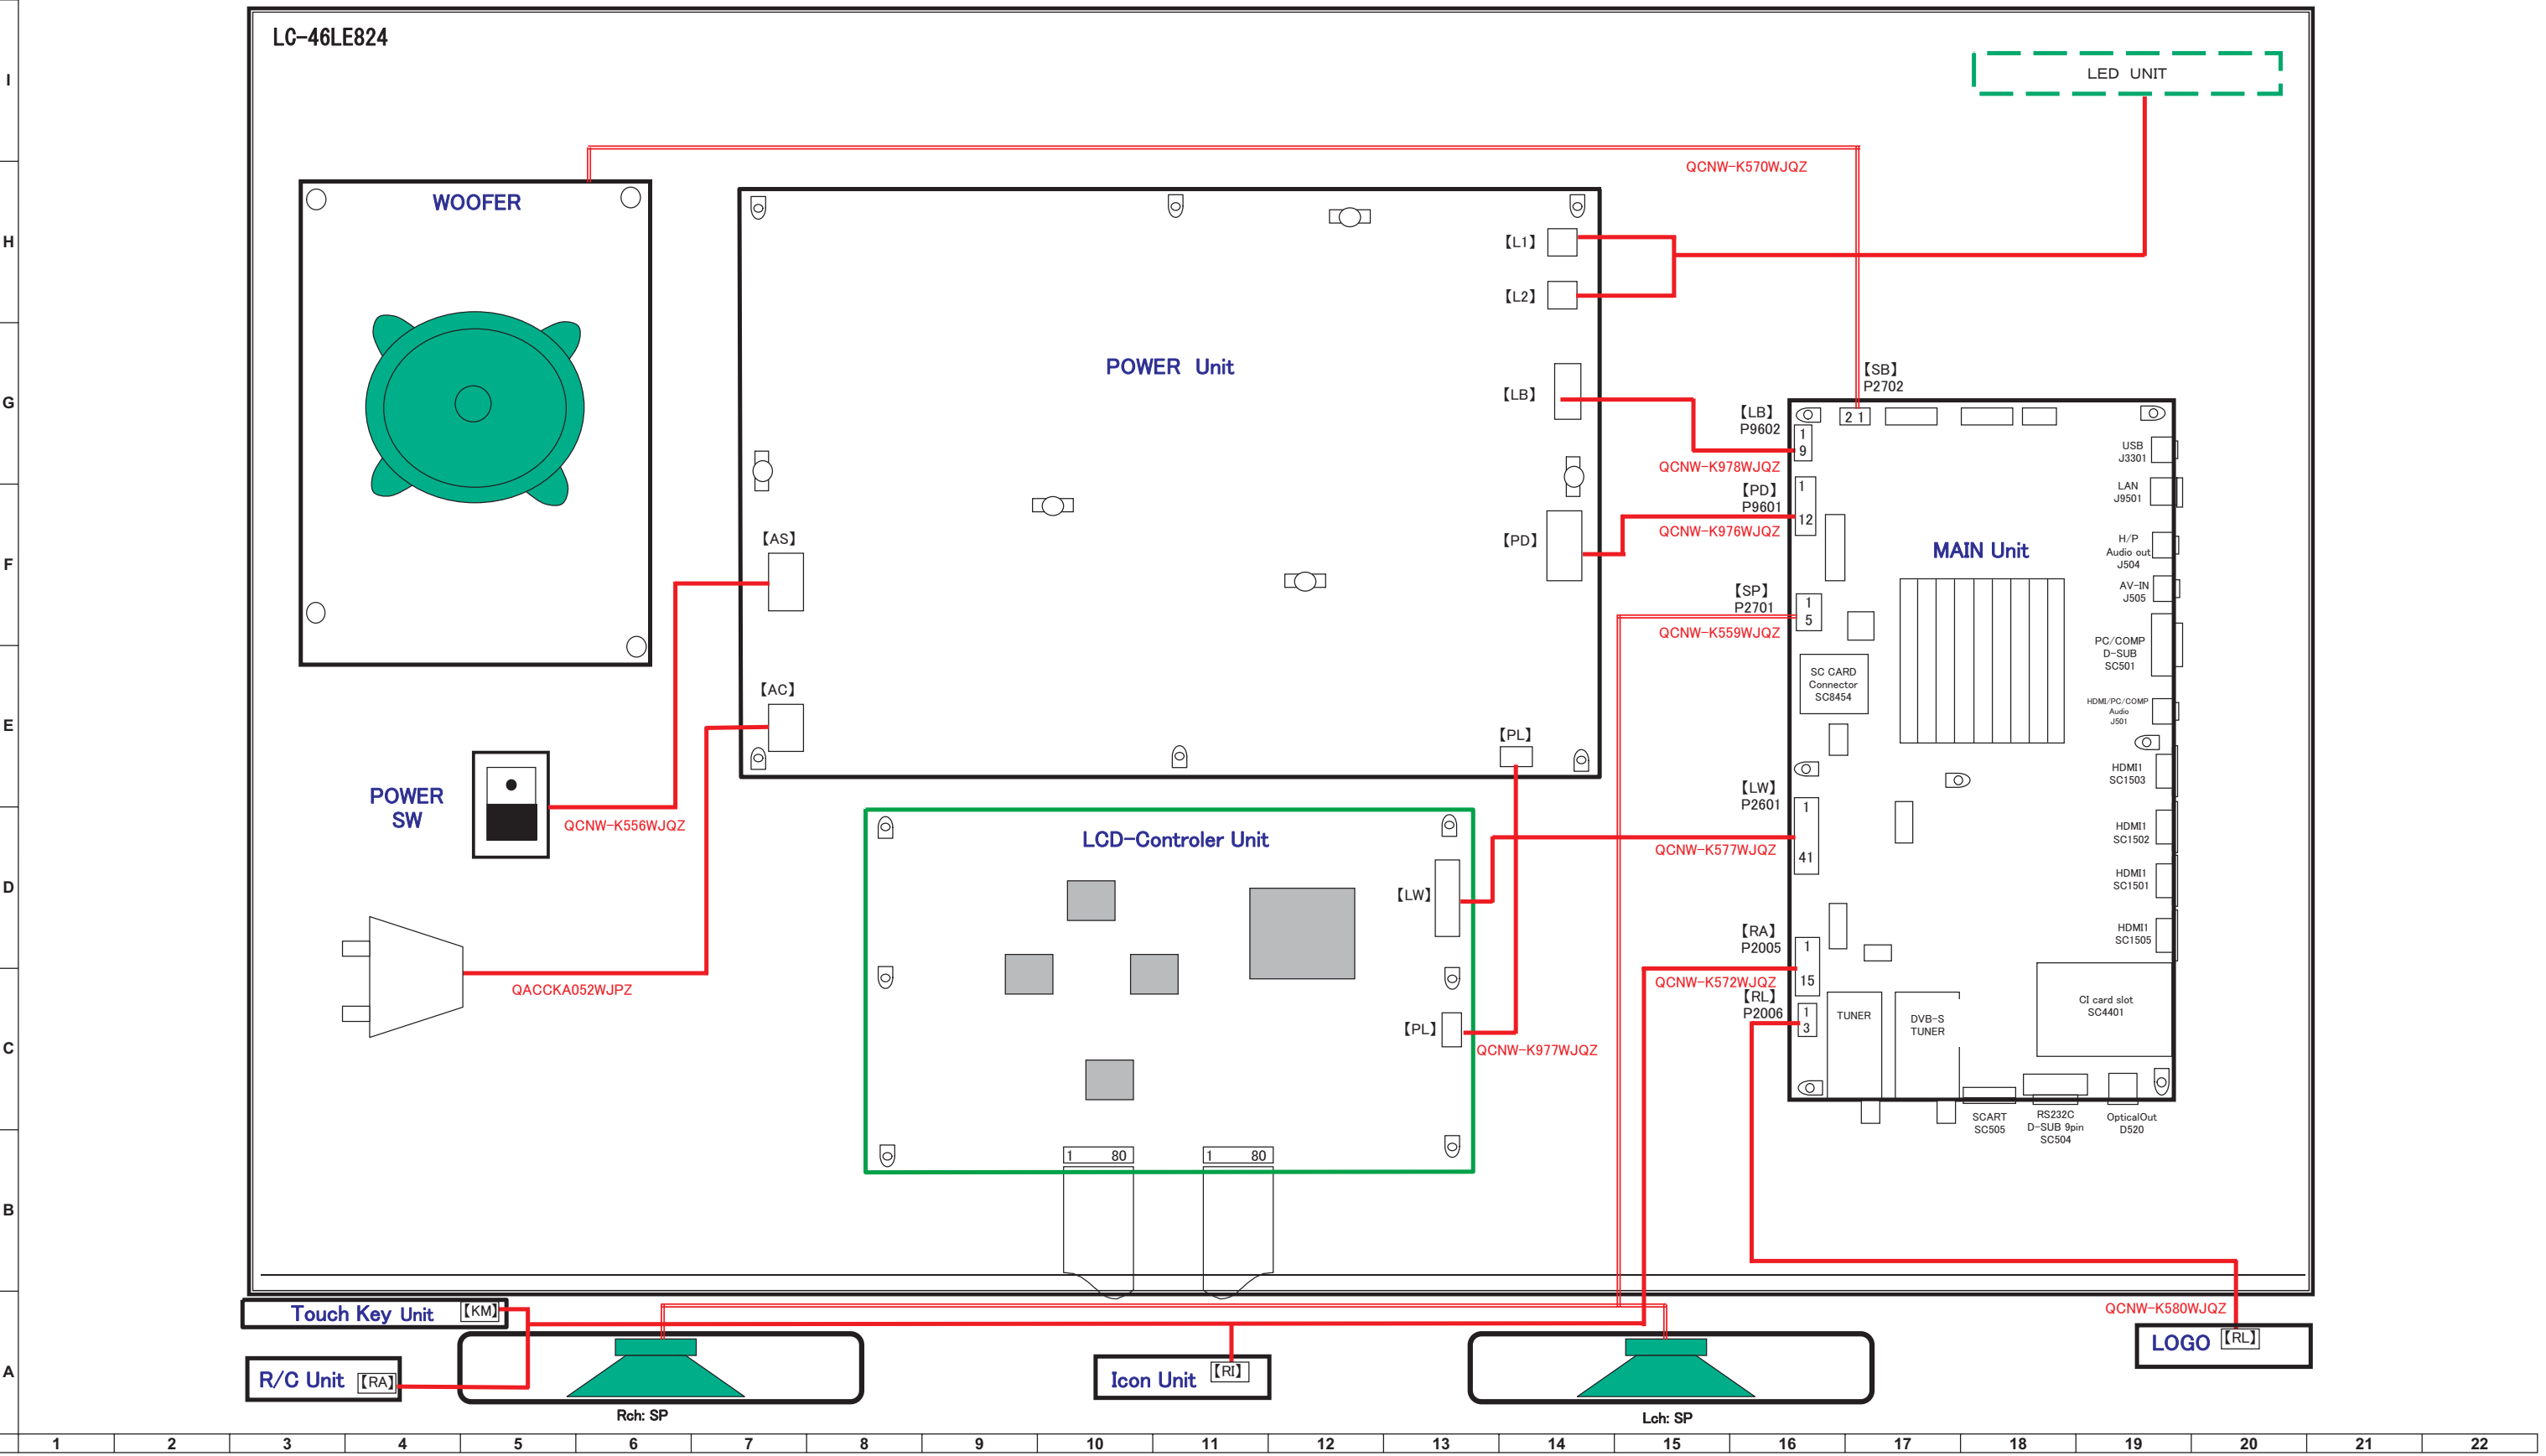 LC-46LE824
LED UNIT
QCNW-K570WJQZ
WOOFER
【L1】
【L2】
POWER Unit
【LB】
【SB】
P2702
【LB】
P9602
2 1
1
9
QCNW-K978WJQZ
USB
J3301
LAN
J9501
【PD】
P9601
1
12
QCNW-K976WJQZ
【AS】
【PD】
MAIN Unit
H/P
Audio out
J504
AV-IN
J505
【SP】
P2701
1
5
QCNW-K559WJQZ
PC/COMP
D-SUB
SC501
SC CARD
Connector
SC8454
【AC】
HDMI/PC/COMP
Audio
J501
【PL】
HDMI1
SC1503
POWER
SW
QCNW-K556WJQZ
【LW】
P2601
1
41
QCNW-K577WJQZ
LCD-Controler Unit
HDMI1
SC1502
HDMI1
SC1501
【LW】
HDMI1
SC1505
【RA】
P2005
1
15
QCNW-K572WJQZ
QACCKA052WJPZ
【RL】
P2006
1
3
【PL】
QCNW-K977WJQZ
TUNER
DVB-S
TUNER
CI card slot
SC4401
SCART
SC505
RS232C
D-SUB 9pin
SC504
OpticalOut
D520
1 80
1 80
Touch Key Unit 【KM】
QCNW-K580WJQZ
R/C Unit 【RA】
Icon Unit 【RI】
LOGO 【RL】
Rch: SP
Lch: SP
I
H
G
F
E
D
C
B
A
1 2 3 4 5 6 7 8 9 10 11 12 13 14 15 16 17 18 19 20 21 22